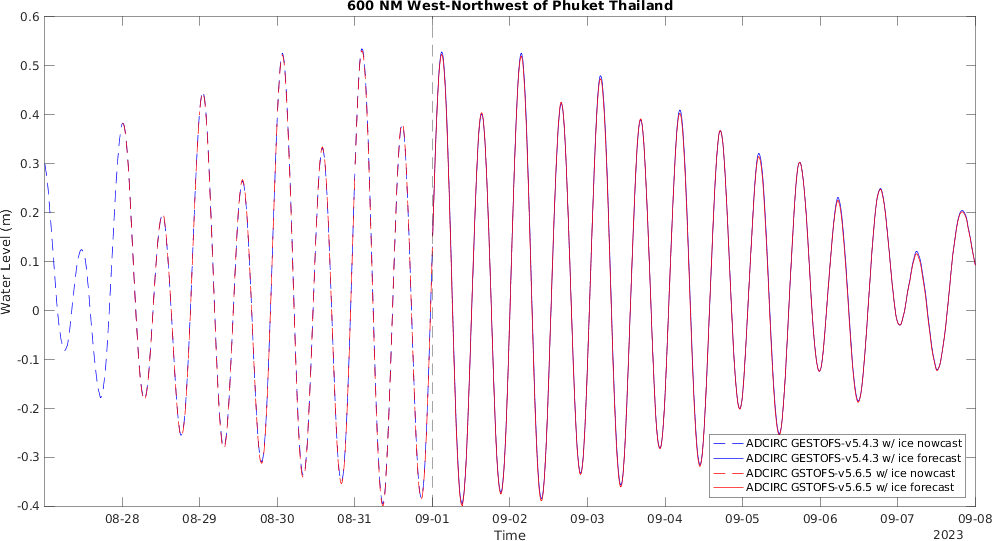 600 NM West-Northwest of Phuket Thailand
0.6
0.5
0.4
0.3
0.2
0.1
0
-0.1
-0.2
-0.3
-0.4
Water Level (m)
ADCIRC GESTOFS-v5.4.3 w/ ice nowcast
ADCIRC GESTOFS-v5.4.3 w/ ice forecast
ADCIRC GSTOFS-v5.6.5 w/ ice nowcast
ADCIRC GSTOFS-v5.6.5 w/ ice forecast
08-28 08-29 08-30 08-31 09-01 09-02 09-03 09-04 09-05 09-06 09-07 09-08
Time
2023